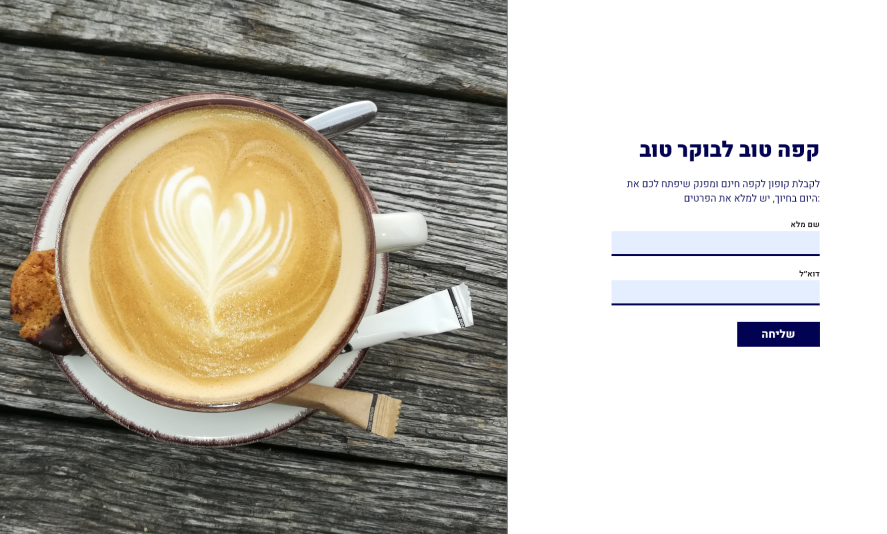 קפה טוב לבוקר טוב
לקבלת קופון לקפה חינם ומפנק שיפתח לכם את
היום בחיוך, יש למלא את הפרטים:
שם מלא
דוא"ל
שליחה